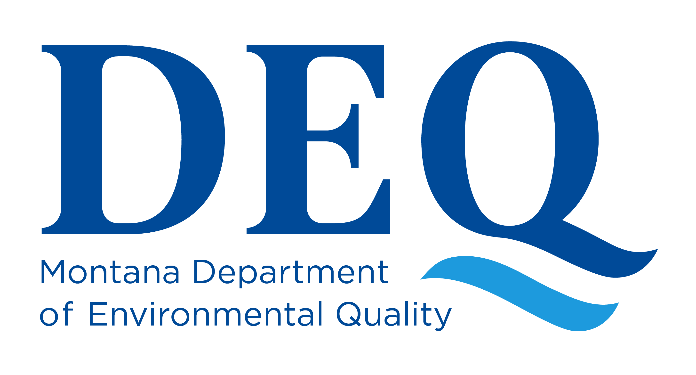 DEQ
Montana Department
of Environmental Quality